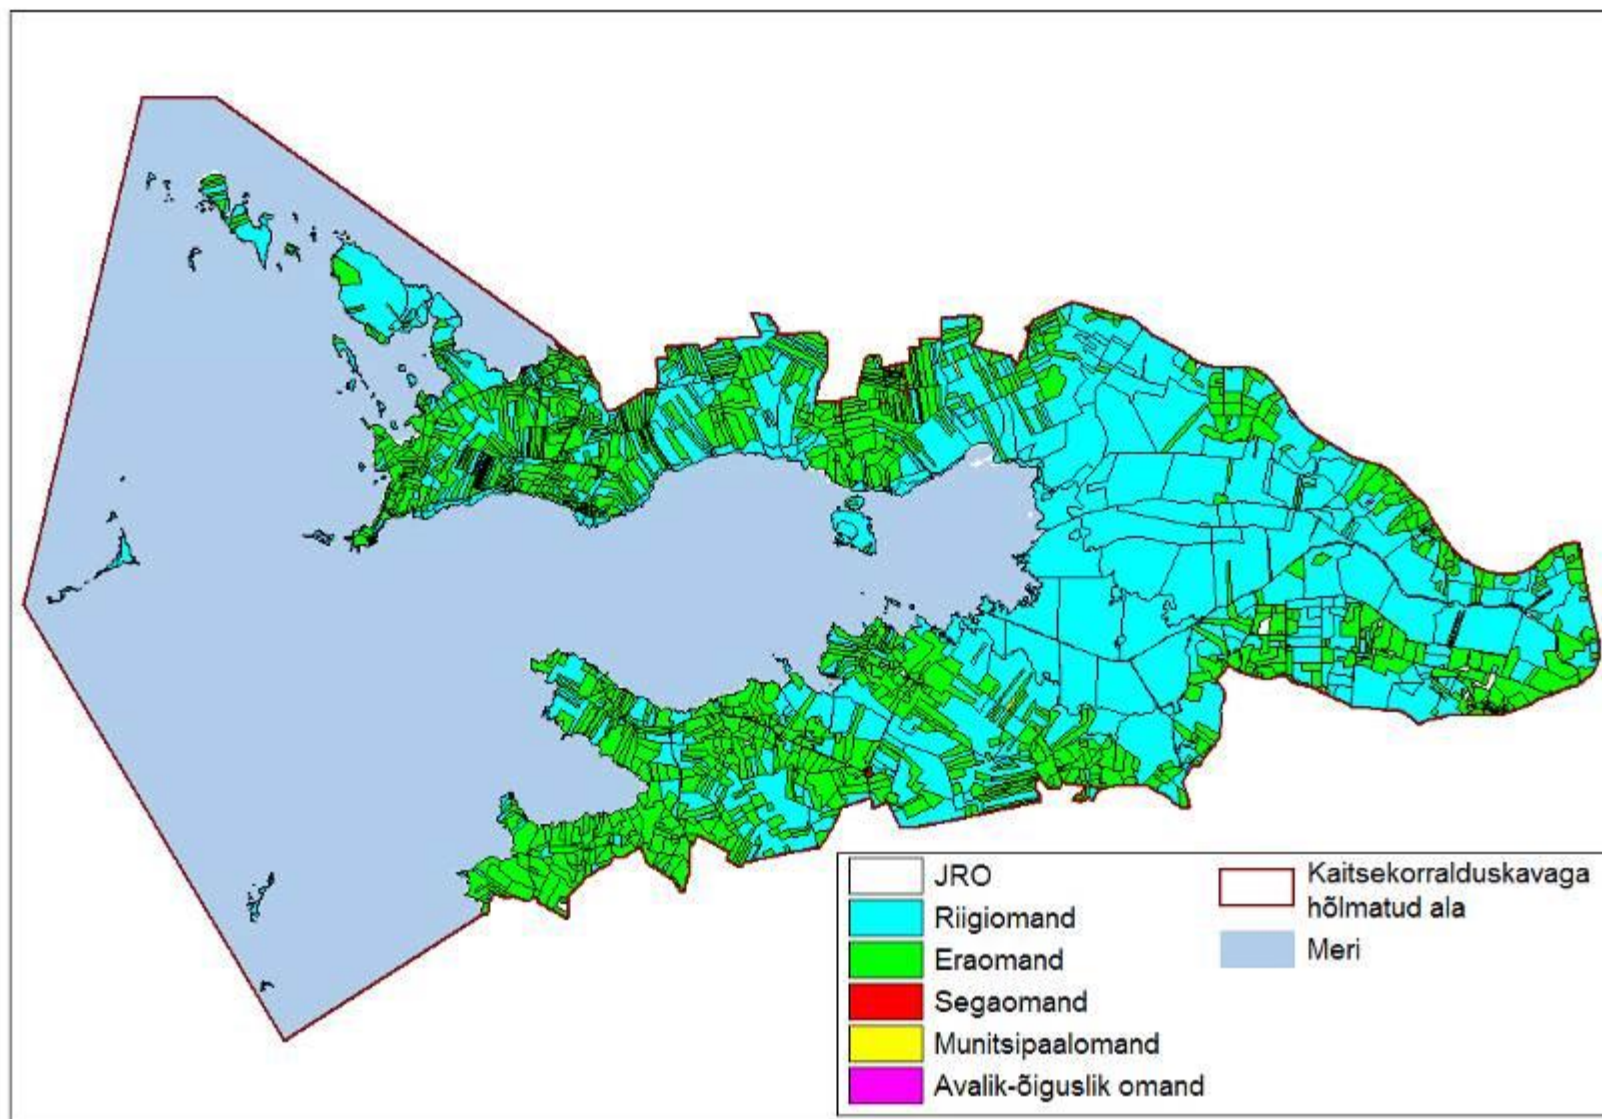 JRO
Riigiomand
Eraomand
Segaomand
Munitsipaalomand
Avalik-õiguslik omand
Kaitsekorralduskavaga
hõlmatud ala
Meri